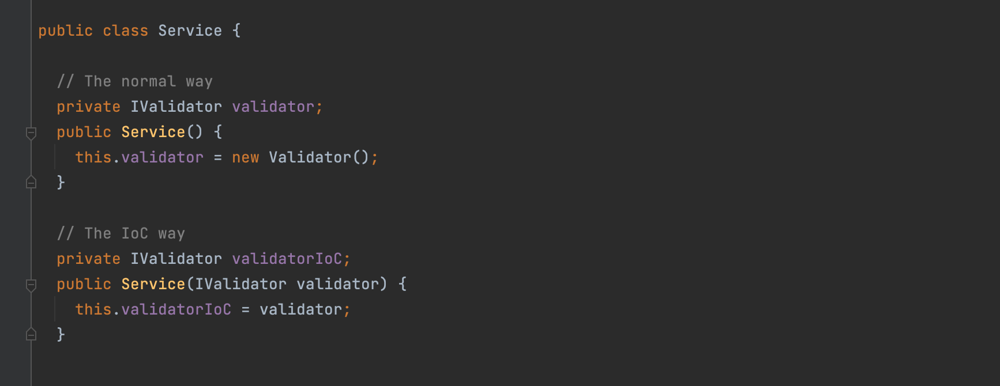 public class Service {
// The normal way
private IValidator validator;
public Service() {
this.validator = new Validator();
}
// The IoC way
private IValidator validatorIoC;
public Service(IValidator validator) {
this.validatorIoC = validator;
}